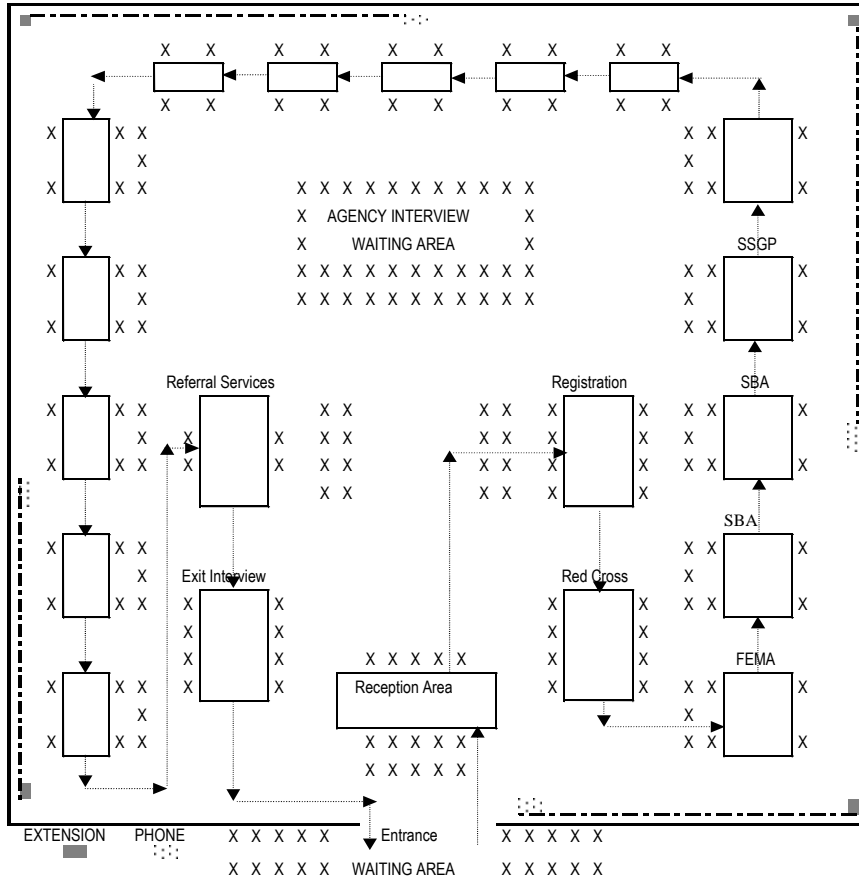 X X X X X X X X X X
X X X X X X X X X X
X X X X X X
X X
X X X X X X X X X X X X X X X X X
X AGENCY INTERVIEW X
X WAITING AREA X SSGP
X X X X X X X X X X X X X X X X X
X X X X X X X X X X X X X
X X X X X X
Referral Services Registration SBA
X X X X X X X X X X X X
X X X X X X X X X X
X X X X X X X X X X X X X X
X X X X X X
SBA
X X X X X X
X Exit Interview Red Cross X
X X X X X X X X X X
X X X X
X X X X X X X X X FEMA
X X X X X Reception Area X X X X X
X X
X X X X X X X X X X X
X X X X X
EXTENSION PHONE X X X X X Entrance X X X X X
X X X X X WAITING AREA X X X X X